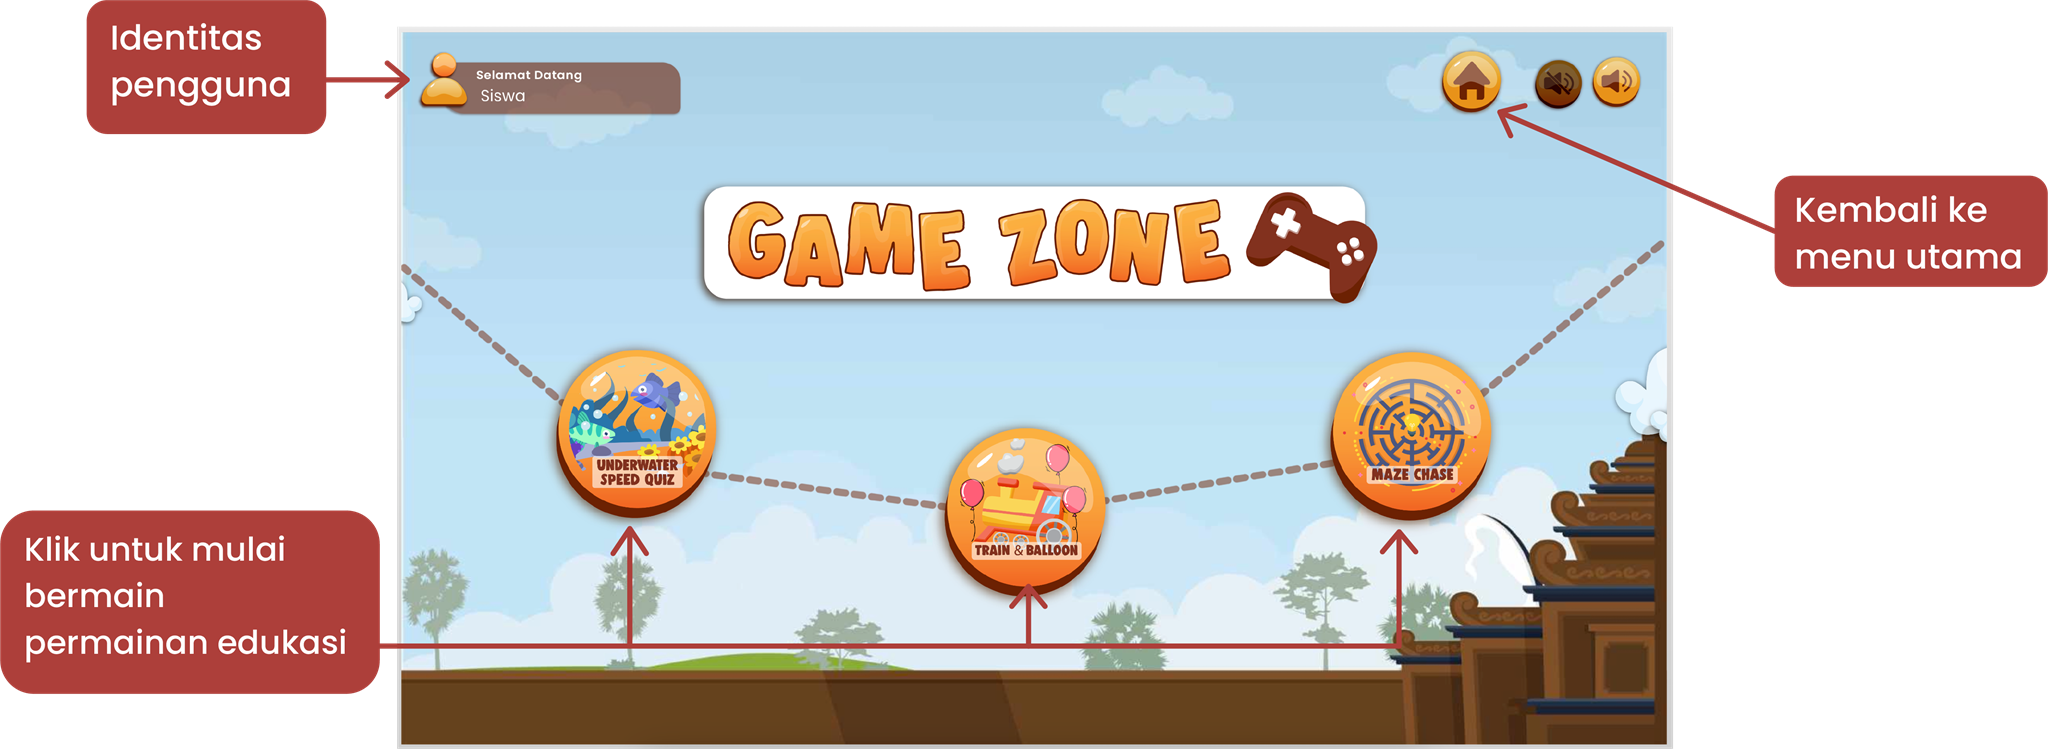 Identitas
pengguna
Selamat Datang
Siswa
GAME ZONE
Kembali ke
menu utama
UNDERWATER
SPEED QUIZ
TRAIN & BALLOON
MAZE CHASE
Klik untuk mulai
bermain
permainan edukasi